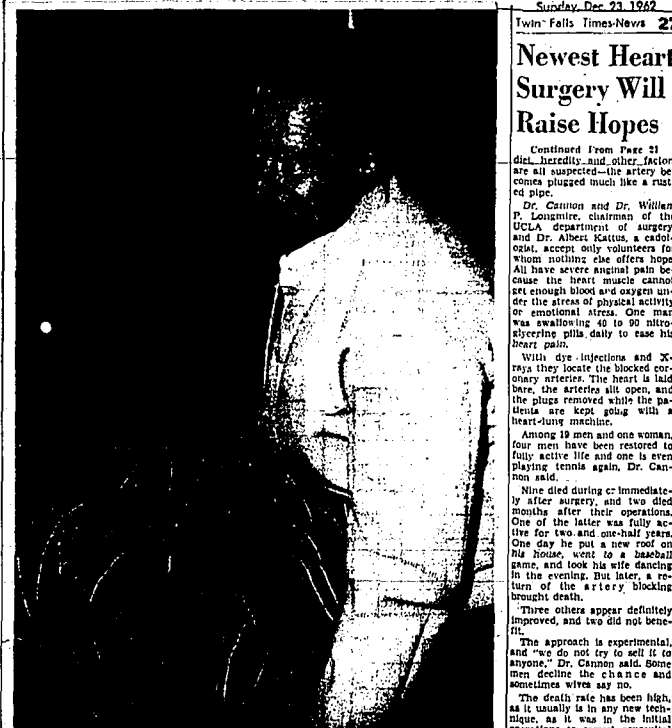 Sunday, Dec. 23, 1962
Twin Falls Times-News 27
Newest Heart
Surgery Will
Raise Hopes
Continued From Page 21
diet, heredity and other factor
are all suspected—the artery be
comes plugged much like a rust
ed pipe.
Dr. Cannon and Dr. William
P. Longmire, chairman of the
UCLA department of surgery
and Dr. Albert Kattus, a cadol-
ogist, accept only volunteers fo
whom nothing else offers hope
All have severe anginal pain be
cause the heart muscle canno
get enough blood and oxygen un-
der the stress of physical activity
or emotional stress. One man
was swallowing 40 to 90 nitro-
glycerine pills daily to ease his
heart pain.
With dye injections and X-
rays they locate the blocked cor-
onary arteries. The heart is laid
bare, the arteries slit open, and
the plugs removed while the pa-
tients are kept going with a
heart-lung machine.
Among 19 men and one woman,
four men have been restored to
fully active life and one is even
playing tennis again, Dr. Can-
non said.
Nine died during or immediate-
ly after surgery, and two died
months after their operations.
One of the latter was fully ac-
tive for two and one-half years.
One day he put a new roof on
his house, went to a baseball
game, and took his wife dancing
in the evening. But later, a re-
turn of the artery blocking
brought death.
Three others appear definitely
improved, and two did not bene-
fit.
The approach is experimental,
and "we do not try to sell it to
anyone," Dr. Cannon said. Some
men decline the chance and
sometimes wives say no.
The death rate has been high,
as it usually is in any new tech-
nique, as it was in the initial